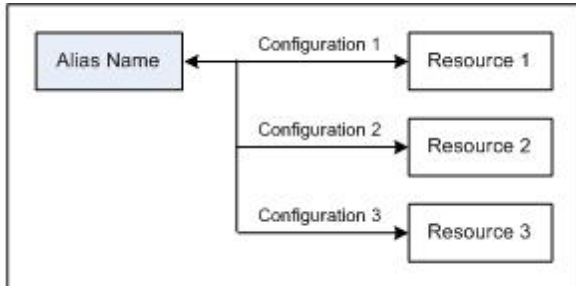 Alias Name
Configuration 1
Resource 1
Configuration 2
Resource 2
Configuration 3
Resource 3